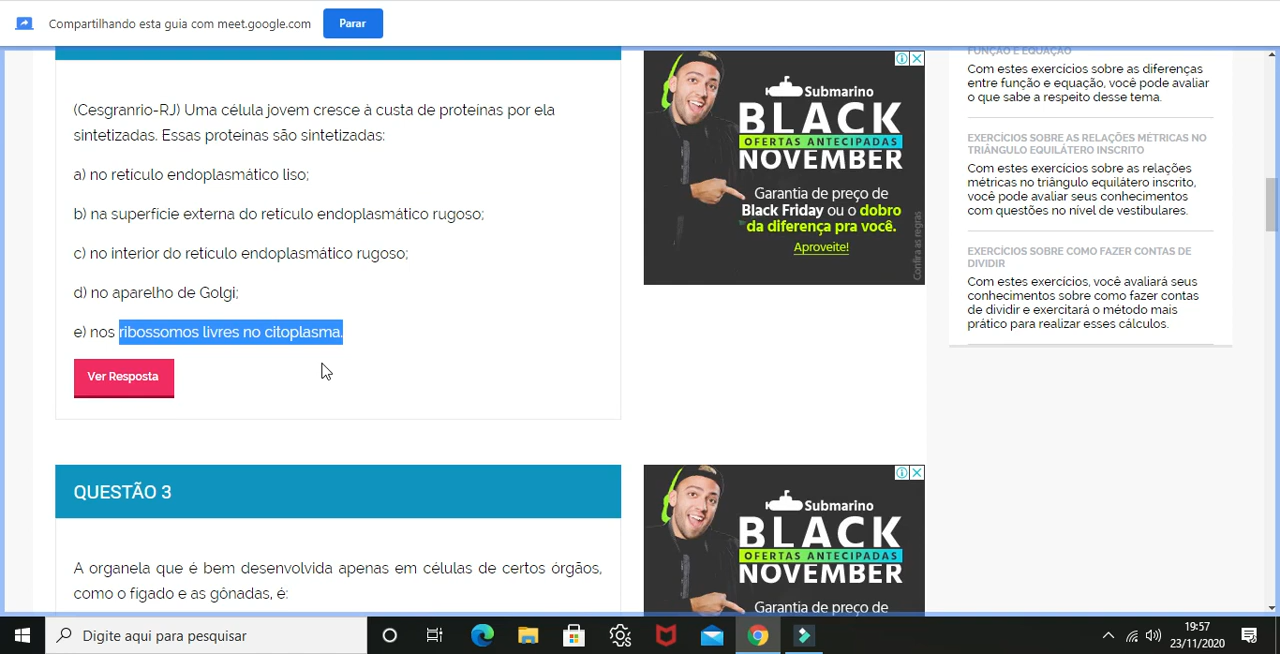 Compartilhando esta guia com meet.google.com
Parar
(Cesgranrio-RJ) Uma célula jovem cresce à custa de proteínas por ela
sintetizadas. Essas proteínas são sintetizadas:
a) no retículo endoplasmático liso;
b) na superfície externa do retículo endoplasmático rugoso;
c) no interior do retículo endoplasmático rugoso;
d) no aparelho de Golgi;
e) nos ribossomos livres no citoplasma.
Ver Resposta
QUESTÃO 3
A organela que é bem desenvolvida apenas em células de certos órgãos,
como o fígado e as gônadas, é:
Submarino
BLACK
OFERTAS ANTECIPADAS
NOVEMBER
Garantia de preço de
Black Friday ou o dobro
da diferença pra você.
Aproveite!
Confira as regras
Submarino
BLACK
OFERTAS ANTECIPADAS
NOVEMBER
Garantia de preço de
FUNÇÃO E EQUAÇÃO
Com estes exercícios sobre as diferenças
entre função e equação, você pode avaliar
o que sabe a respeito desse tema.
EXERCÍCIOS SOBRE AS RELAÇÕES MÉTRICAS NO
TRIÂNGULO EQUILÁTERO INSCRITO
Com estes exercícios sobre as relações
métricas no triângulo equilátero inscrito,
você pode avaliar seus conhecimentos
com questões no nível de vestibulares.
EXERCÍCIOS SOBRE COMO FAZER CONTAS DE
DIVIDIR
Com estes exercícios, você avaliará seus
conhecimentos sobre como fazer contas
de dividir e exercitará o método mais
prático para realizar esses cálculos.
Digite aqui para pesquisar
19:57
23/11/2020